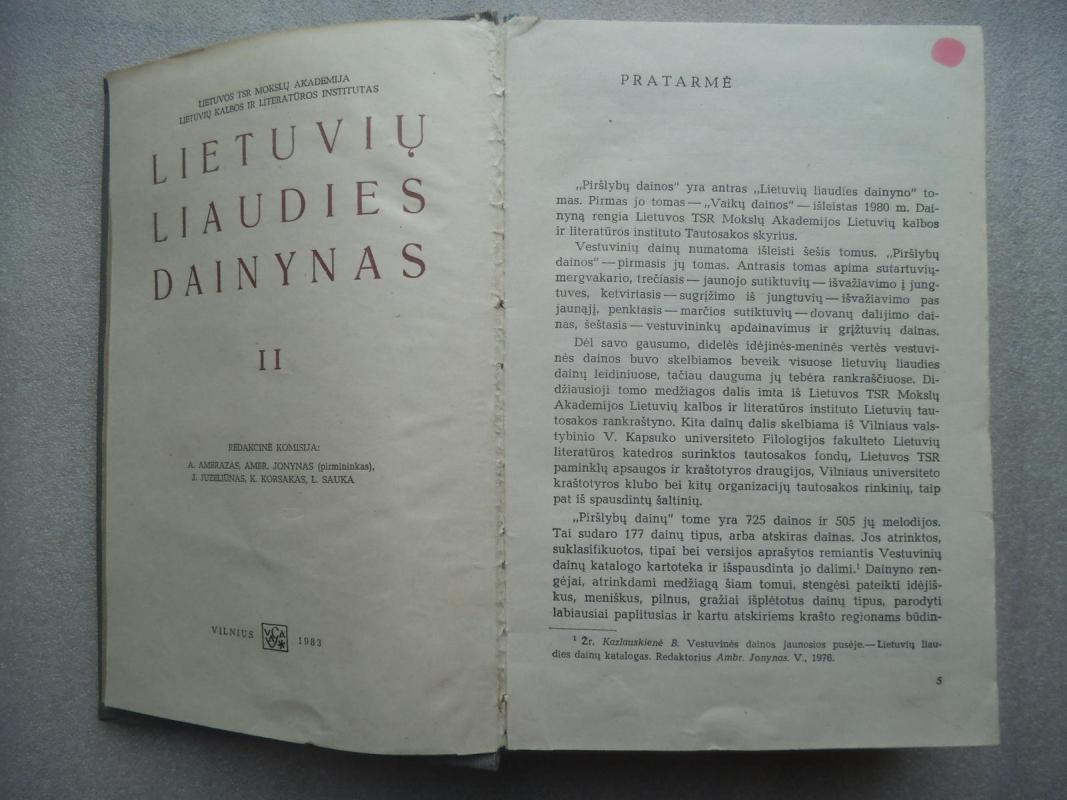 LIETUVOS TSR MOKSLŲ AKADEMIJA
LIETUVIŲ KALBOS IR LITERATŪROS INSTITUTAS
LIETUVIŲ
LIAUDIES
DAINYNAS
II
REDAKCINĖ KOMISIJA:
A. AMBRAZAS, AMBR. JONYNAS (pirmininkas),
J. JUZELIŪNAS, K. KORSAKAS, L. SAUKA
VILNIUS 1983
PRATARMĖ
„Piršlybų dainos" yra antras „Lietuvių liaudies dainyno" to-
mas. Pirmas jo tomas — „Vaikų dainos" — išleistas 1980 m. Dai-
nyną rengia Lietuvos TSR Mokslų Akademijos Lietuvių kalbos
ir literatūros instituto Tautosakos skyrius.
Vestuvinių dainų numatoma išleisti šešis tomus. „Piršlybų
dainos" — pirmasis jų tomas. Antrasis tomas apima sutartuvių-
mergvakario, trečiasis — jaunojo sutiktuvių — išvažiavimo į jung-
tuves, ketvirtasis — sugrįžimo iš jungtuvių — išvažiavimo pas
jaunąjį, penktasis — marčios sutiktuvių — dovanų dalijimo dai-
nas, šeštasis — vestuvininkų apdainavimus ir grįžtuvių dainas.
Dėl savo gausumo, didelės idėjinės-meninės vertės vestuvi-
nės dainos buvo skelbiamos beveik visuose lietuvių liaudies
dainų leidiniuose, tačiau dauguma jų tebėra rankraščiuose. Di-
džiausioji tomo medžiagos dalis imta iš Lietuvos TSR Mokslų
Akademijos Lietuvių kalbos ir literatūros instituto Lietuvių tau-
tosakos rankraštyno. Kita dainų dalis skelbiama iš Vilniaus vals-
tybinio V. Kapsuko universiteto Filologijos fakulteto Lietuvių
literatūros katedros surinktos tautosakos fondų, Lietuvos TSR
paminklų apsaugos ir kraštotyros draugijos, Vilniaus universiteto
kraštotyros klubo bei kitų organizacijų tautosakos rinkinių, taip
pat iš spausdintų šaltinių.
„Piršlybų dainų" tome yra 725 dainos ir 505 jų melodijos.
Tai sudaro 177 dainų tipus, arba atskiras dainas. Jos atrinktos,
suklasifikuotos, tipai bei versijos aprašytos remiantis Vestuvinių
dainų katalogo kartoteka ir išspausdinta jo dalimi.¹ Dainyno ren-
gėjai, atrinkdami medžiagą šiam tomui, stengėsi pateikti idėjiš-
kus, meniškus, pilnus, gražiai išplėtotus dainų tipus, parodyti
labiausiai paplitusias ir kartu atskiriems krašto regionams būdin-
¹ Žr. Kazlauskienė B. Vestuvinės dainos jaunosios pusėje.— Lietuvių liau-
dies dainų katalogas. Redaktorius Ambr. Jonynas. V., 1976.
5